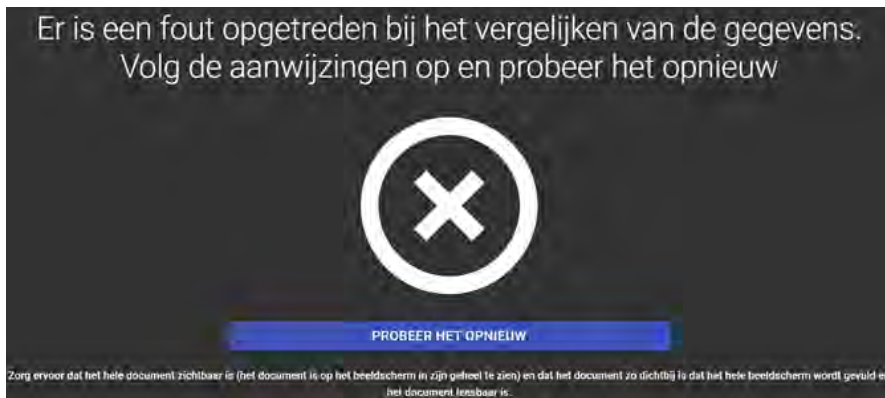 Er is een fout opgetreden bij het vergelijken van de gegevens.
Volg de aanwijzingen op en probeer het opnieuw
PROBEER HET OPNIEUW
Zorg ervoor dat het hele document zichtbaar is (het document is op het beeldscherm in zijn geheel te zien) en dat het document zo dichtbij is dat het hele beeldscherm wordt gevuld e
het document leesbaar is.